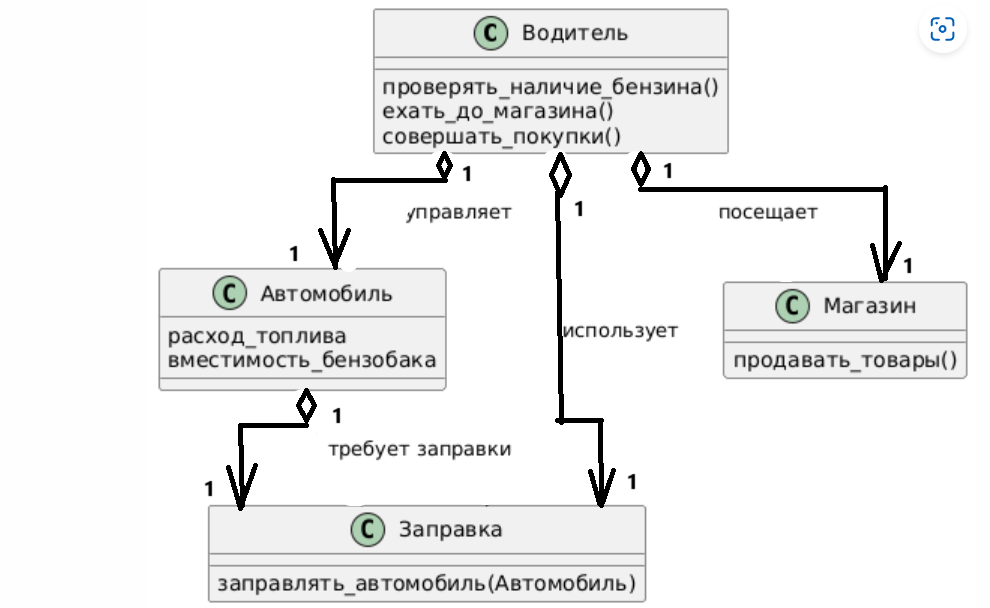 C Водитель
проверять_наличие_бензина()
ехать_до_магазина()
совершать_покупки()
1
1
1
управляет
посещает
1
1
C Автомобиль
расход_топлива
вместимость_бензобака
C Магазин
продавать_товары()
использует
1
требует заправки
1
1
C Заправка
заправлять_автомобиль(Автомобиль)